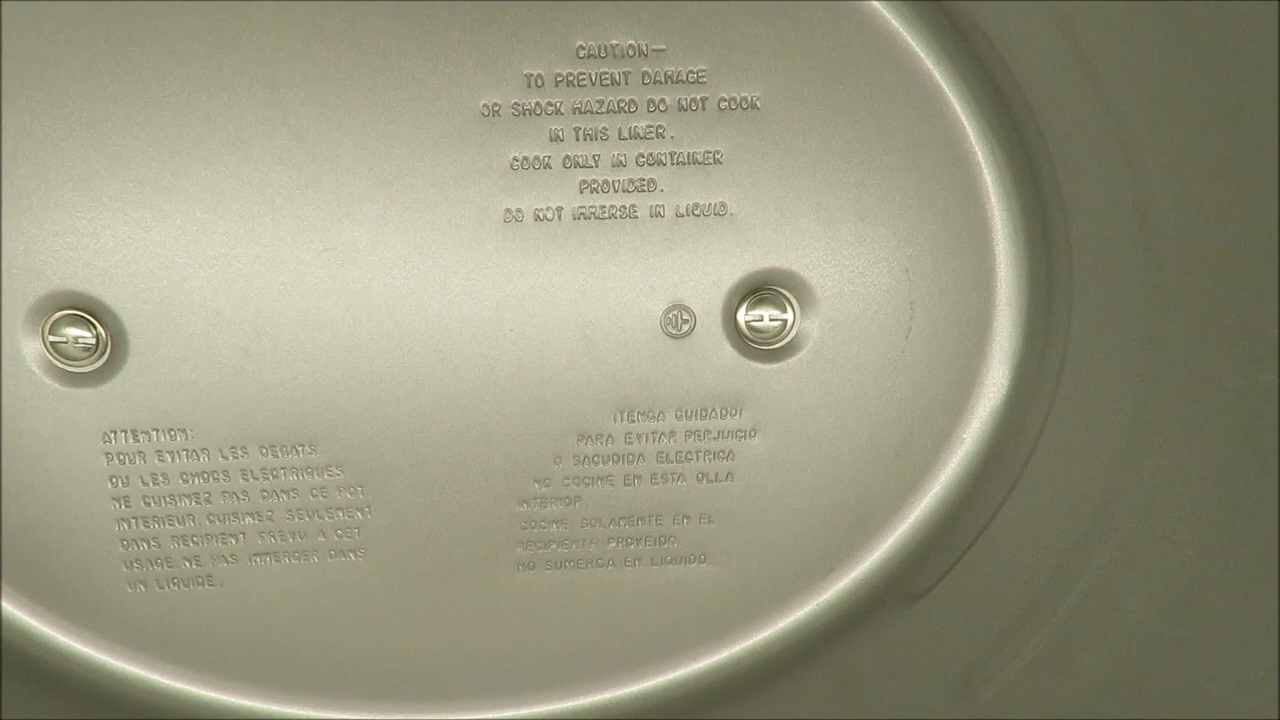 CAUTION—
TO PREVENT DAMAGE
OR SHOCK HAZARD DO NOT COOK
IN THIS LINER.
COOK ONLY IN CONTAINER
PROVIDED.
DO NOT IMMERSE IN LIQUID.
ATTENTION:
POUR EVITAR LES DEGATS
OU LES CHOCS ELECTRIQUES
NE CUISINEZ PAS DANS CE POT
INTERIEUR. CUISINEZ SEULEMENT
DANS RECIPIENT PREVU A CET
USAGE NE PAS IMMERGER DANS
UN LIQUIDE.
¡TENGA CUIDADO!
PARA EVITAR PERJUICIO
O SACUDIDA ELECTRICA
NO COCINE EN ESTA OLLA
INTERIOR.
COCINE SOLAMENTE EN EL
RECIPIENTE PROVEIDO
NO SUMERGA EN LIQUIDO